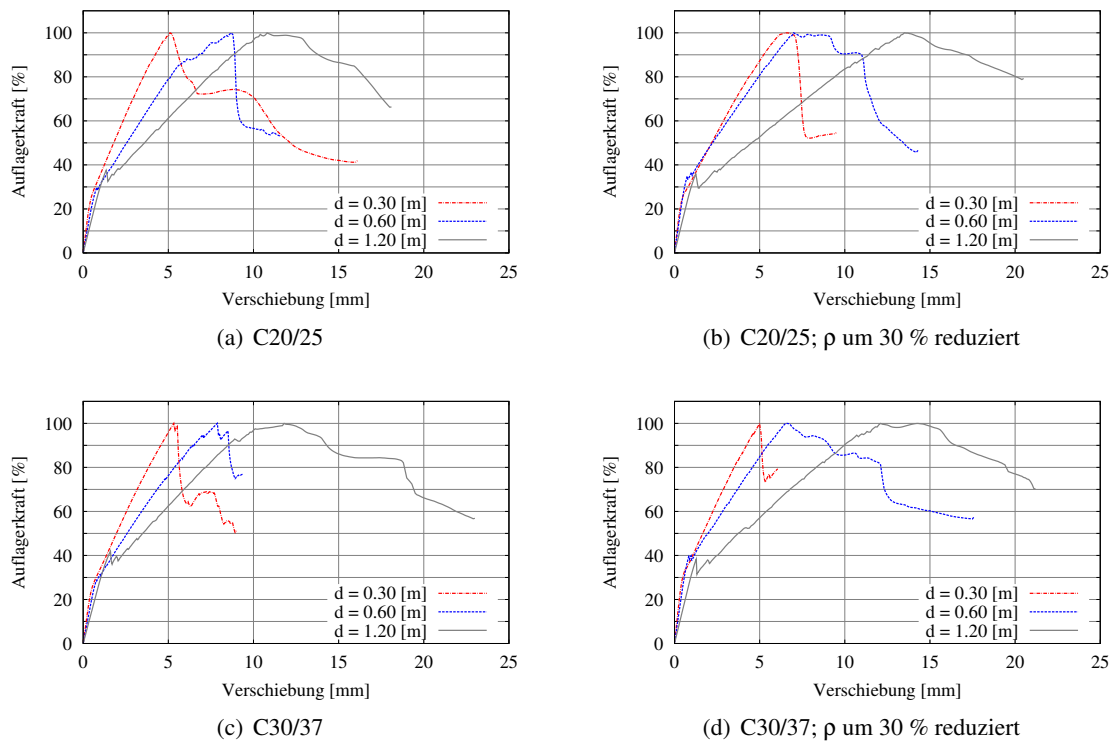 100
80
60
40
20
0
Auflagerkraft [%]
d = 0.30 [m]
d = 0.60 [m]
d = 1.20 [m]
0 5 10 15 20 25
Verschiebung [mm]
(a) C20/25
100
80
60
40
20
0
Auflagerkraft [%]
d = 0.30 [m]
d = 0.60 [m]
d = 1.20 [m]
0 5 10 15 20 25
Verschiebung [mm]
(b) C20/25; ρ um 30 % reduziert
100
80
60
40
20
0
Auflagerkraft [%]
d = 0.30 [m]
d = 0.60 [m]
d = 1.20 [m]
0 5 10 15 20 25
Verschiebung [mm]
(c) C30/37
100
80
60
40
20
0
Auflagerkraft [%]
d = 0.30 [m]
d = 0.60 [m]
d = 1.20 [m]
0 5 10 15 20 25
Verschiebung [mm]
(d) C30/37; ρ um 30 % reduziert